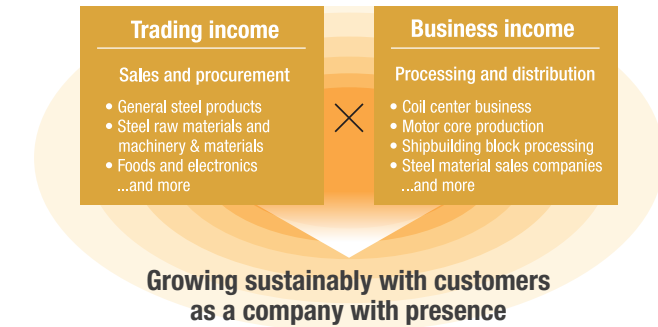 Trading income
Sales and procurement
• General steel products
• Steel raw materials and
machinery & materials
• Foods and electronics
...and more
×
Business income
Processing and distribution
• Coil center business
• Motor core production
• Shipbuilding block processing
• Steel material sales companies
...and more
Growing sustainably with customers
as a company with presence